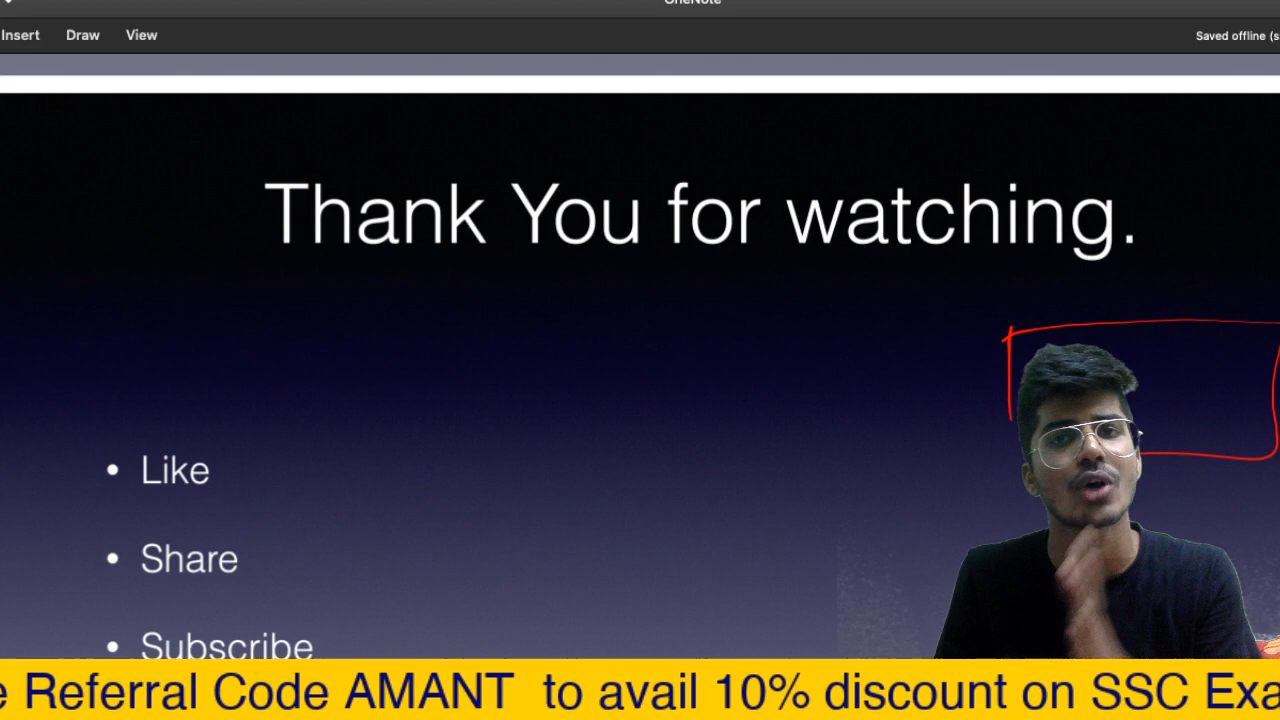 OneNote
Insert Draw View
Saved offline (s
Thank You for watching.
• Like
• Share
• Subscribe
e Referral Code AMANT to avail 10% discount on SSC Exa